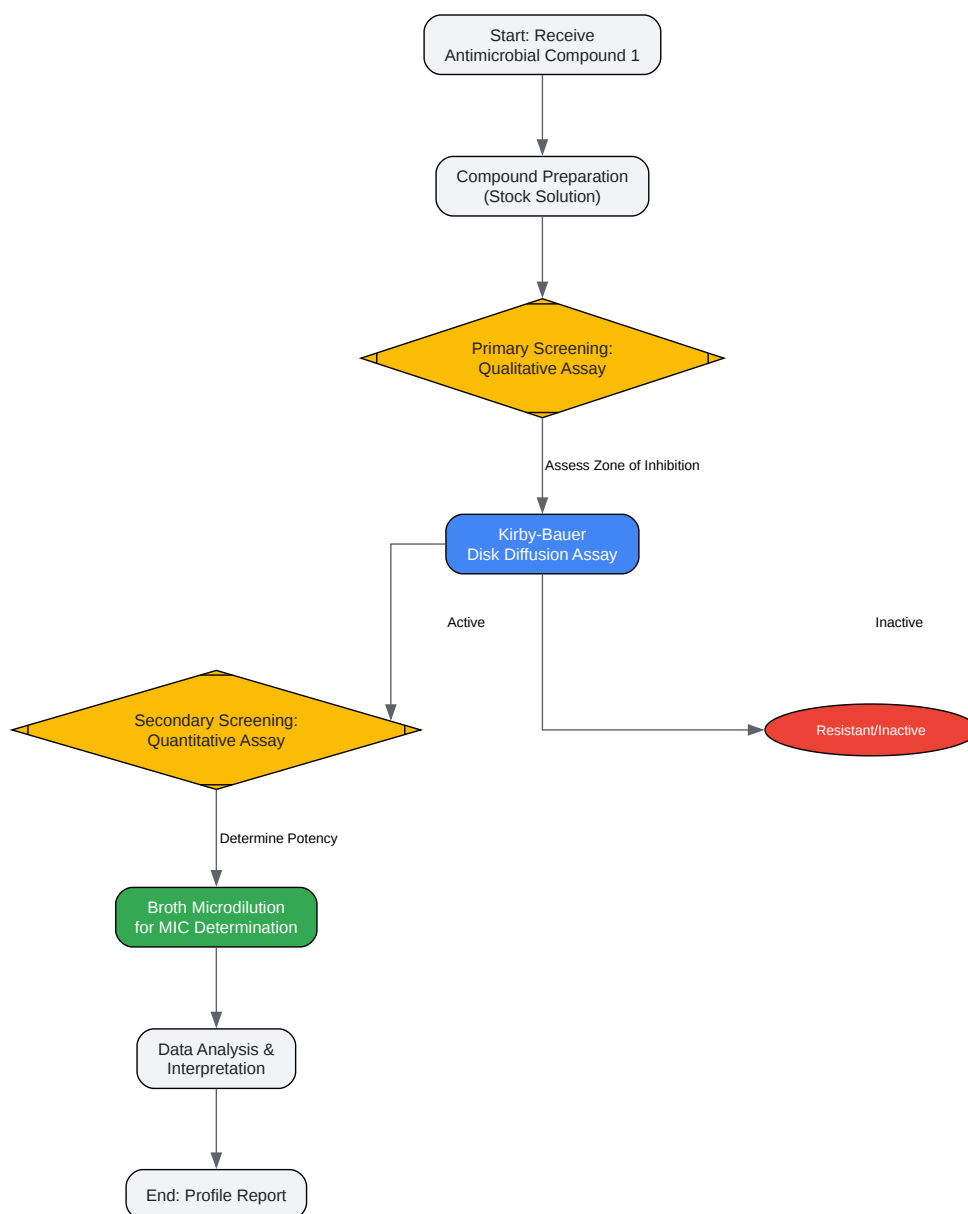 Start: Receive
Antimicrobial Compound 1
Compound Preparation
(Stock Solution)
Primary Screening:
Qualitative Assay
Assess Zone of Inhibition
Kirby-Bauer
Disk Diffusion Assay
Active
Inactive
Secondary Screening:
Quantitative Assay
Resistant/Inactive
Determine Potency
Broth Microdilution
for MIC Determination
Data Analysis &
Interpretation
End: Profile Report